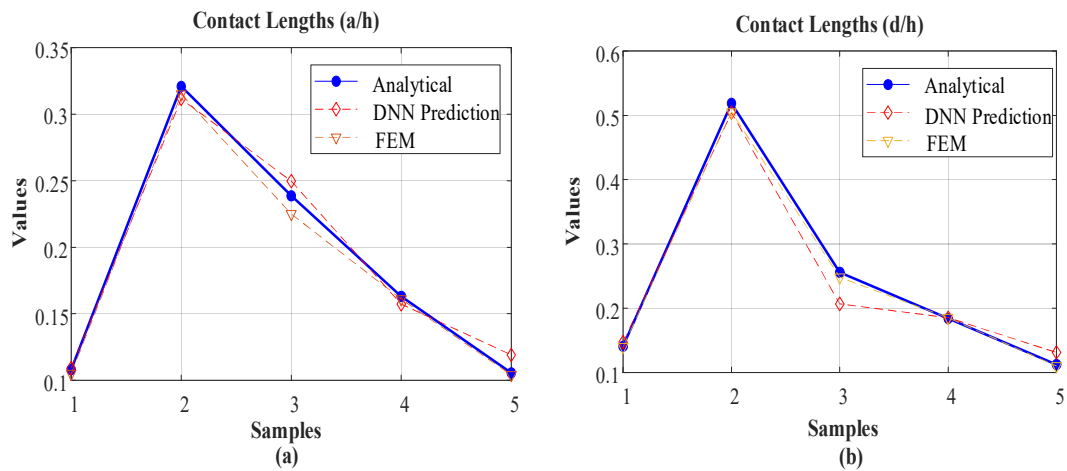 Contact Lengths (a/h)
0.35
0.3
0.25
0.2
0.15
0.1
Values
Analytical
DNN Prediction
FEM
1 2 3 4 5
Samples
(a)
Contact Lengths (d/h)
0.6
0.5
0.4
0.3
0.2
0.1
Values
Analytical
DNN Prediction
FEM
1 2 3 4 5
Samples
(b)